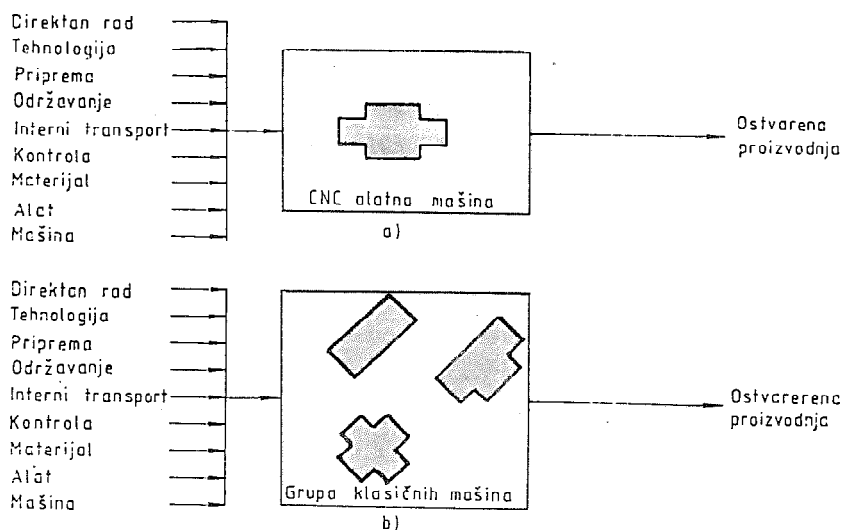 Direktan rad
Tehnologija
Priprema
Održavanje
Interni transport
Kontrola
Materijal
Alat
Mašina
CNC alatna mašina
a)
Ostvarena
proizvodnja
Direktan rad
Tehnologija
Priprema
Održavanje
Interni transport
Kontrola
Materijal
Alat
Mašina
Grupa klasičnih mašina
b)
Ostvarerena
proizvodnja